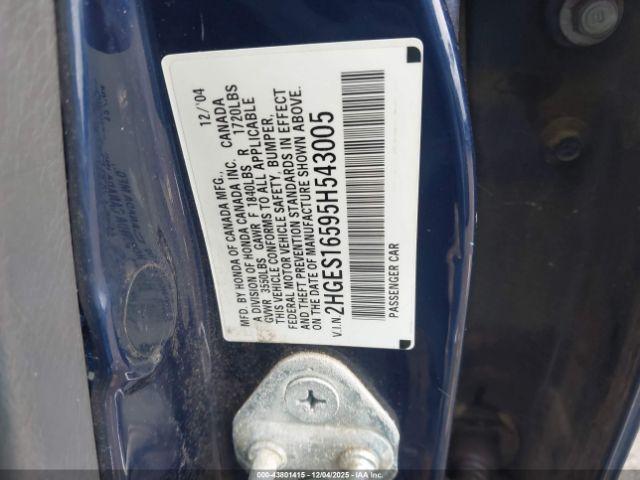 MFD. BY HONDA OF CANADA MFG., CANADA 12/'04
A DIVISION OF HONDA CANADA INC.
GVWR 3550LBS GAWR F 1840LBS R 1720LBS
THIS VEHICLE CONFORMS TO ALL APPLICABLE
FEDERAL MOTOR VEHICLE SAFETY, BUMPER,
AND THEFT PREVENTION STANDARDS IN EFFECT
ON THE DATE OF MANUFACTURE SHOWN ABOVE.
V.I.N. 2HGES16595H543005
PASSENGER CAR
000-43801415 - 12/04/2025 - IAA